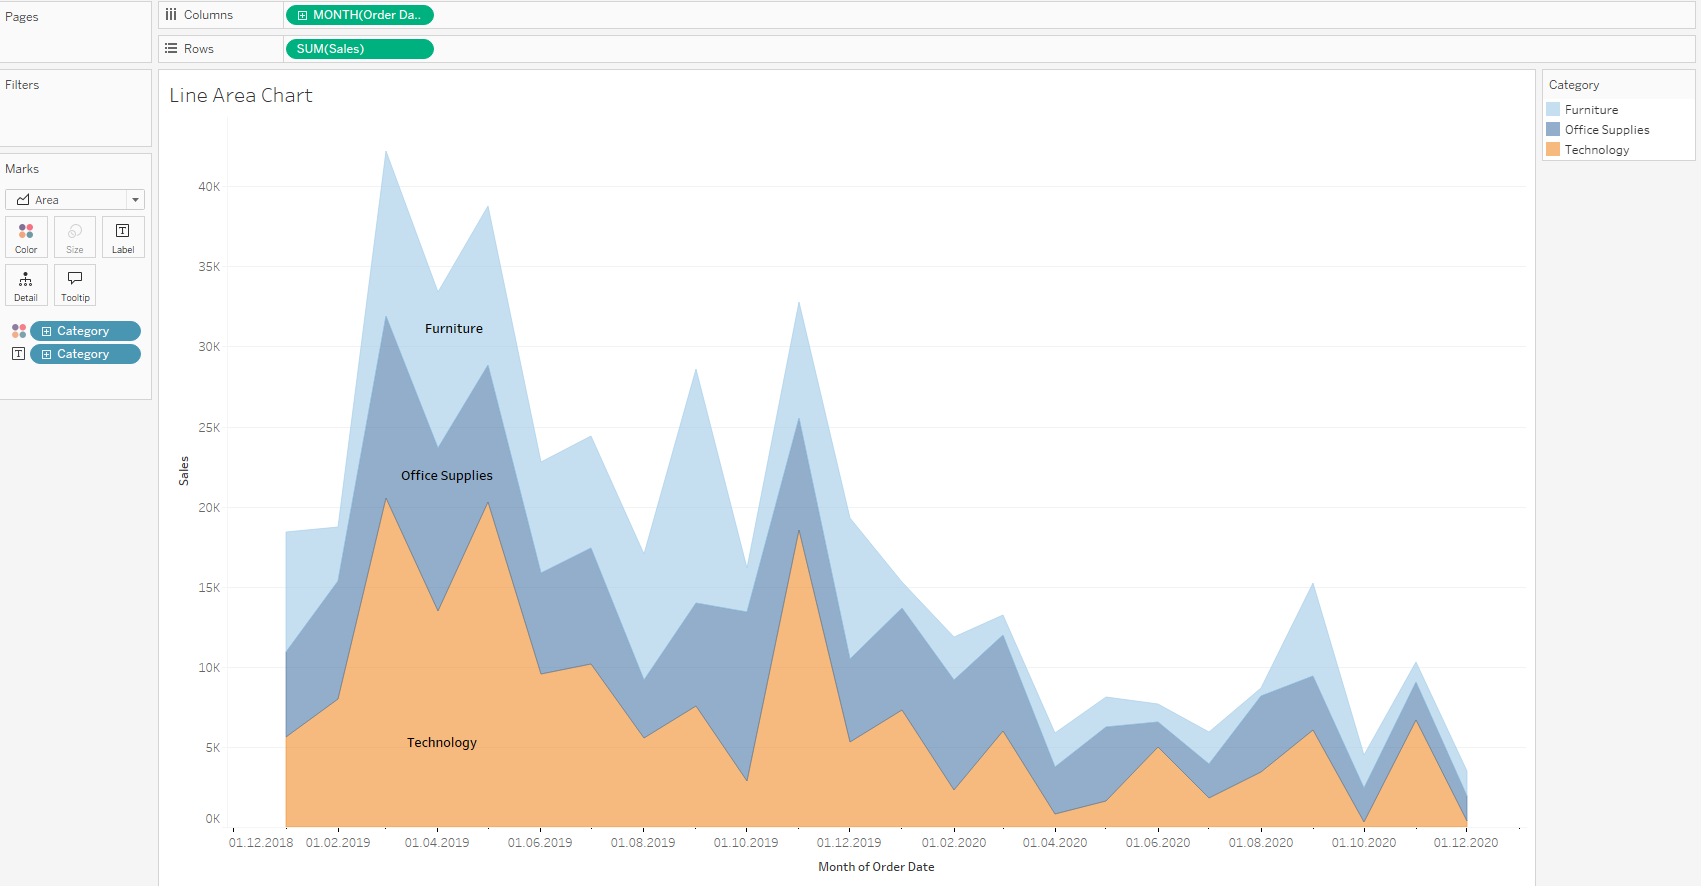 Pages
Columns
MONTH(Order Da..
Rows
SUM(Sales)
Filters
Marks
Area
Color
Size
Label
Detail
Tooltip
Category
Category
Line Area Chart
40K
35K
30K
25K
20K
15K
10K
5K
0K
Sales
Furniture
Office Supplies
Technology
01.12.2018 01.02.2019 01.04.2019 01.06.2019 01.08.2019 01.10.2019 01.12.2019 01.02.2020 01.04.2020 01.06.2020 01.08.2020 01.10.2020 01.12.2020
Month of Order Date
Category
Furniture
Office Supplies
Technology